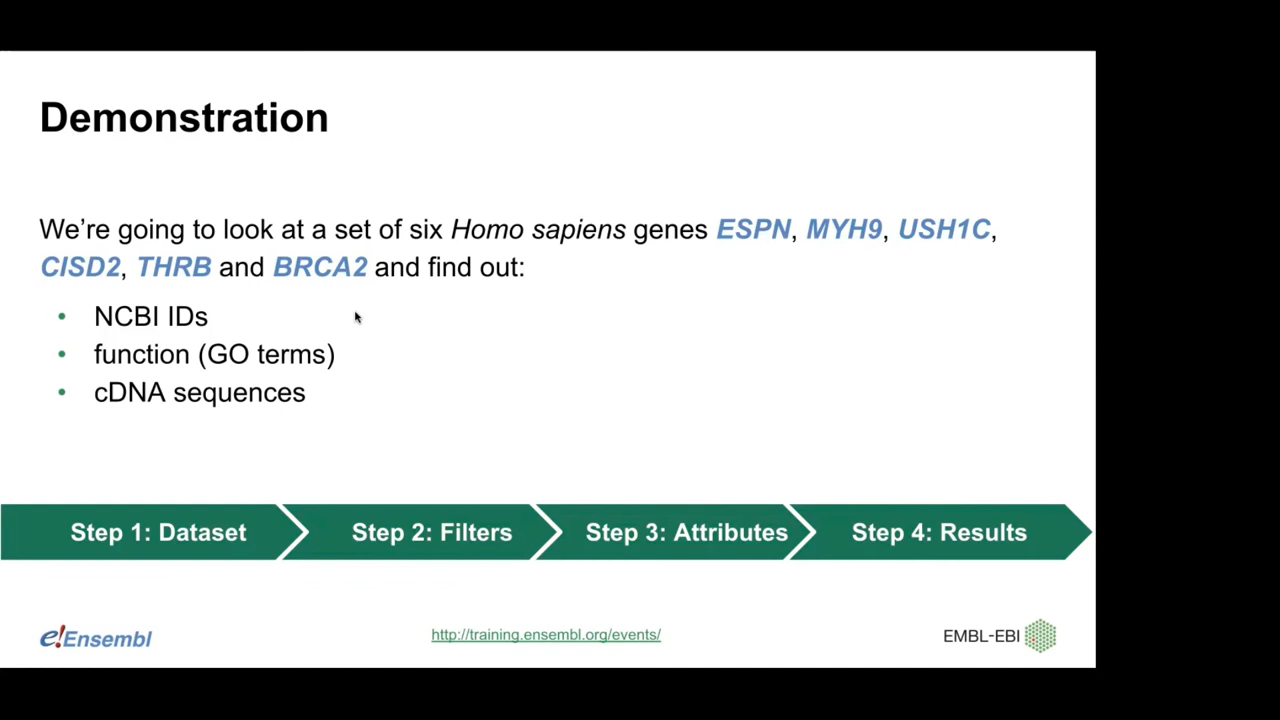 Demonstration
We’re going to look at a set of six Homo sapiens genes ESPN, MYH9, USH1C,
CISD2, THRB and BRCA2 and find out:
• NCBI IDs
• function (GO terms)
• cDNA sequences
Step 1: Dataset
Step 2: Filters
Step 3: Attributes
Step 4: Results
e!Ensembl
http://training.ensembl.org/events/
EMBL-EBI